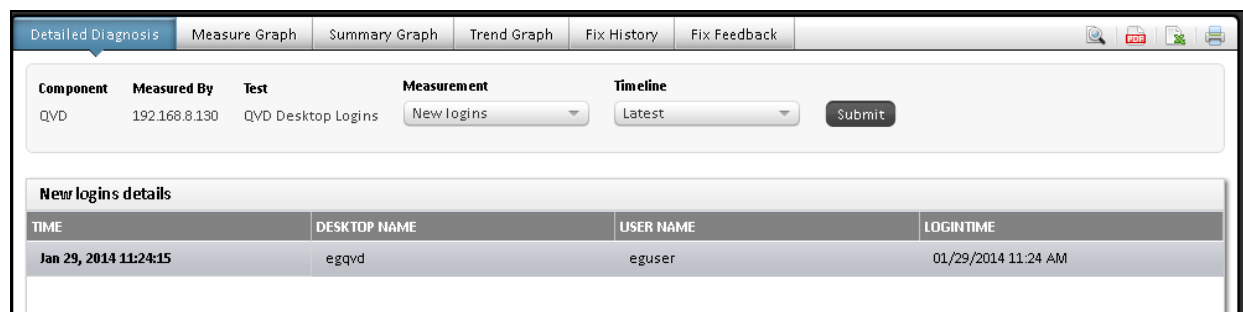 Detailed Diagnosis Measure Graph Summary Graph Trend Graph Fix History Fix Feedback PDF
Component Measured By Test Measurement Timeline
QVD 192.168.8.130 QVD Desktop Logins New logins Latest Submit
New logins details
TIME DESKTOP NAME USER NAME LOGINTIME
Jan 29, 2014 11:24:15 egqvd eguser 01/29/2014 11:24 AM